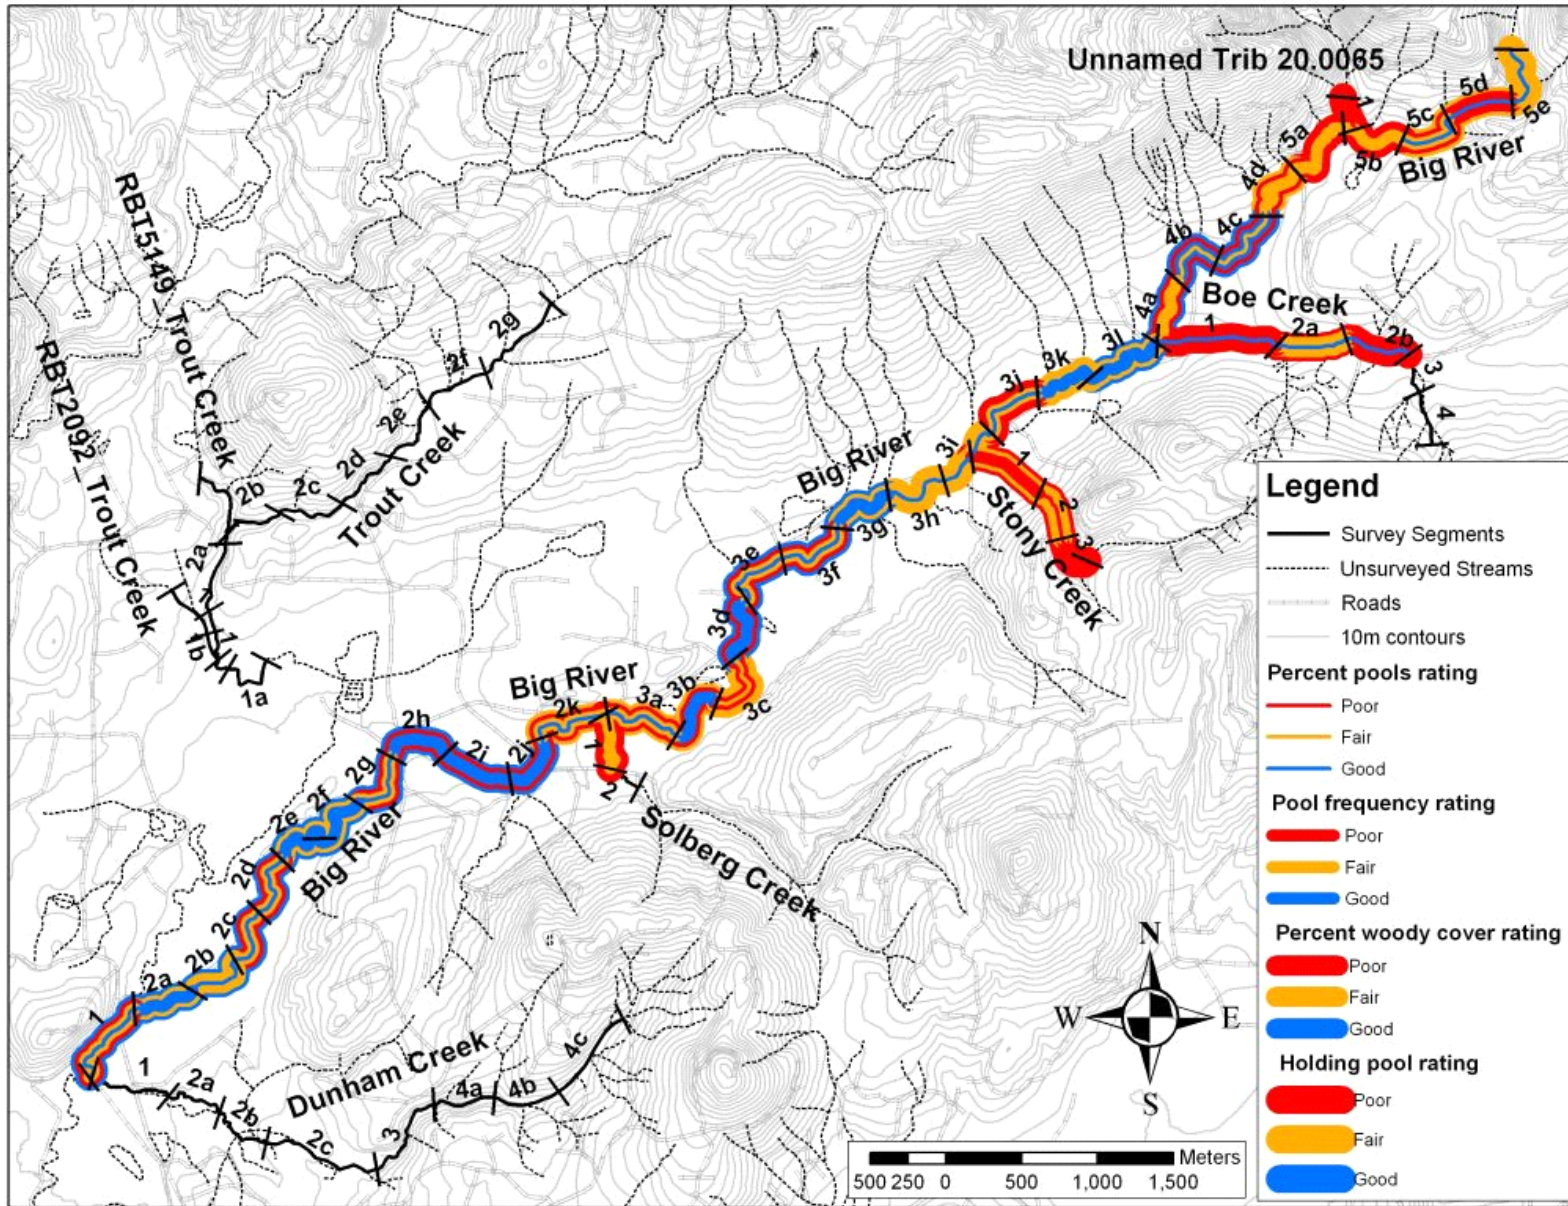 Unnamed Trib 20.0065
1
5a
5b
5c
5d
5e
Big River
4d
4c
4b
4a
Boe Creek
1
2a
2b
3
4
RBT5149_Trout Creek
RBT2092_Trout Creek
2g
2f
2e
2d
2c
2b
2a
1
1
1b
1a
Trout Creek
3l
3k
3j
3i
3h
3g
Big River
1
2
3
Stony Creek
3f
3e
3d
3c
3b
3a
Big River
2k
2j
2i
2h
1
2
Solberg Creek
2g
2f
2e
Big River
2d
2c
2b
2a
1
1
2a
2b
2c
3
4a
4b
4c
Dunham Creek
N
W
E
S
500 250 0 500 1,000 1,500
Meters
Legend
Survey Segments
Unsurveyed Streams
Roads
10m contours
Percent pools rating
Poor
Fair
Good
Pool frequency rating
Poor
Fair
Good
Percent woody cover rating
Poor
Fair
Good
Holding pool rating
Poor
Fair
Good